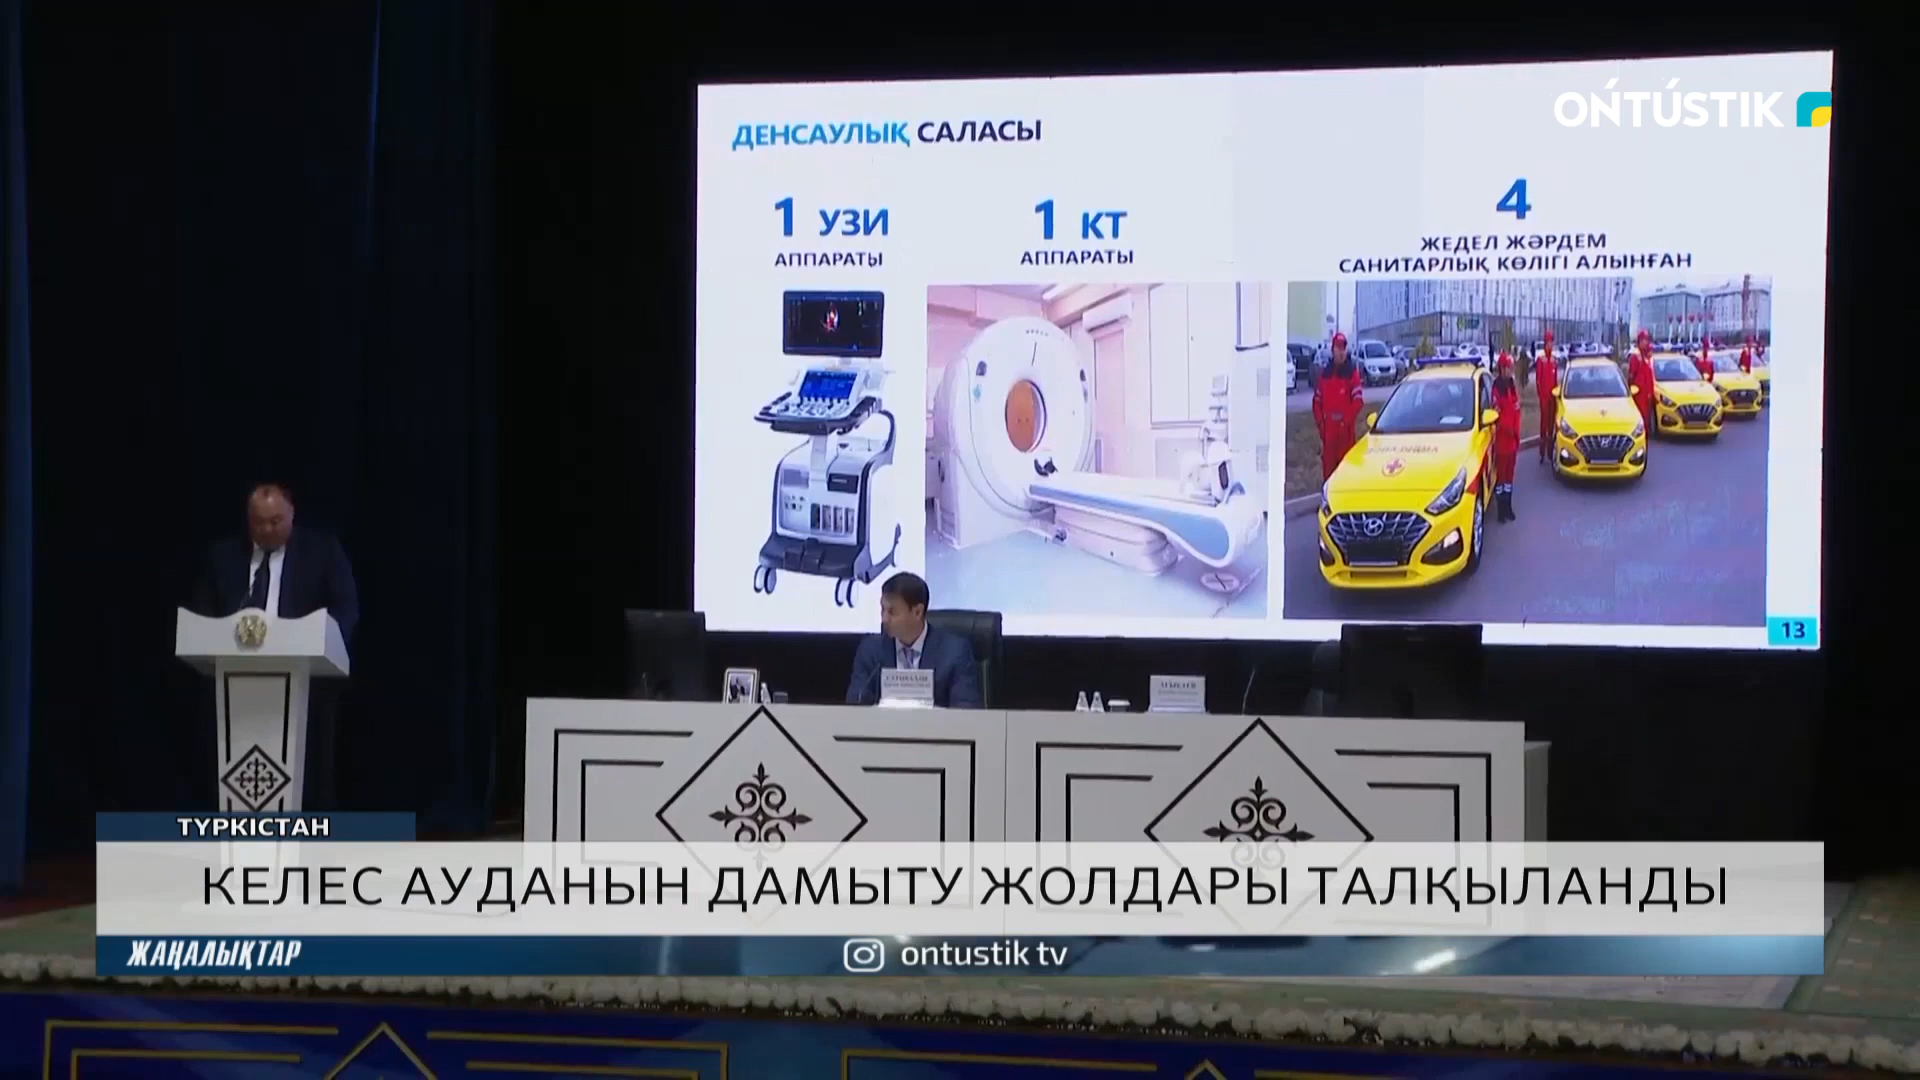 OŃTÚSTIK
ДЕНСАУЛЫҚ САЛАСЫ
1 УЗИ
АППАРАТЫ
1 КТ
АППАРАТЫ
4
ЖЕДЕЛ ЖӘРДЕМ
САНИТАРЛЫҚ КӨЛІГІ АЛЫНҒАН
13
ТҮРКІСТАН
КЕЛЕС АУДАНЫН ДАМЫТУ ЖОЛДАРЫ ТАЛҚЫЛАНДЫ
ЖАҢАЛЫҚТАР
ontustik tv